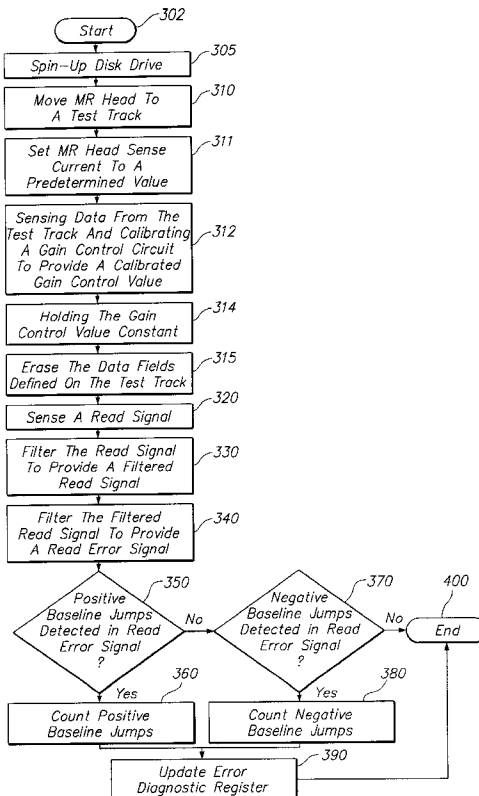 302
Start
305
Spin-Up Disk Drive
310
Move MR Head To
A Test Track
311
Set MR Head Sense
Current To A
Predetermined Value
312
Sensing Data From The
Test Track And Calibrating
A Gain Control Circuit
To Provide A Calibrated
Gain Control Value
314
Holding The Gain
Control Value Constant
315
Erase The Data Fields
Defined On The Test Track
320
Sense A Read Signal
330
Filter The Read Signal
To Provide A Filtered
Read Signal
340
Filter The Filtered
Read Signal To Provide
A Read Error Signal
350
Positive
Baseline Jumps
Detected in Read
Error Signal
?
No
Yes
370
Negative
Baseline Jumps
Detected in Read
Error Signal
?
No
Yes
400
End
360
Count Positive
Baseline Jumps
380
Count Negative
Baseline Jumps
390
Update Error
Diagnostic Register